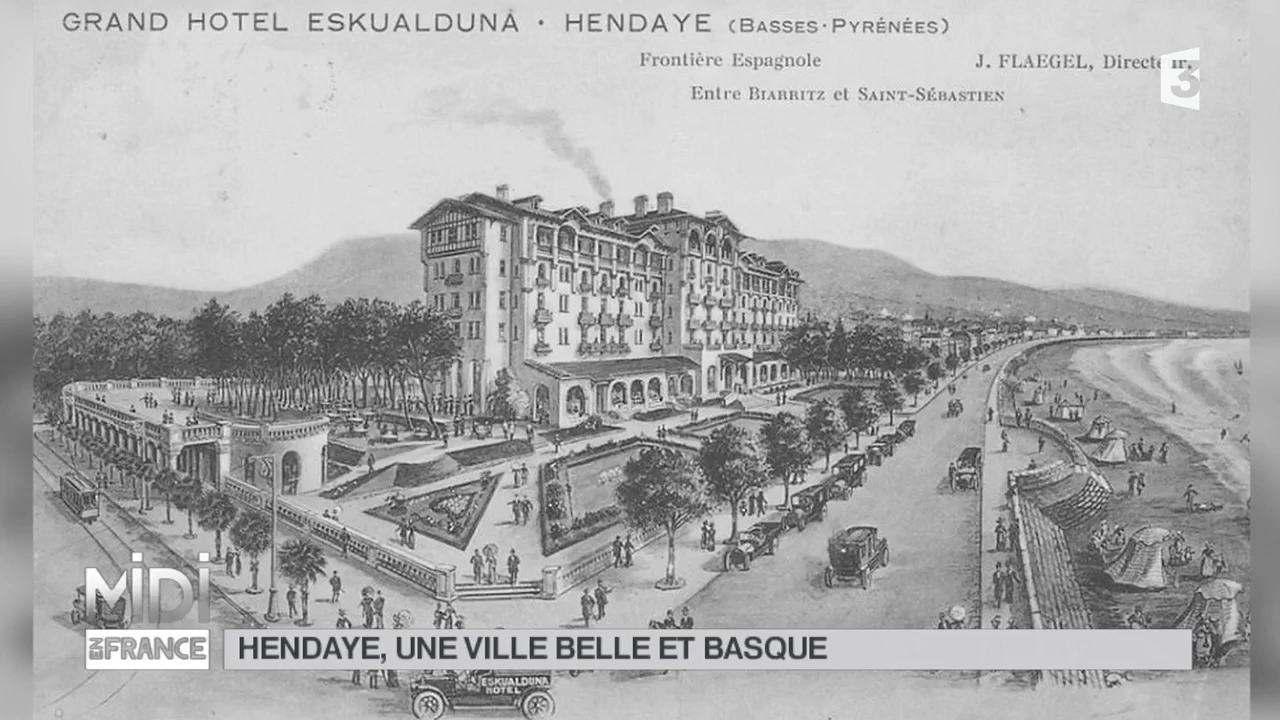 GRAND HOTEL ESKUALDUNA · HENDAYE (BASSES·PYRÉNÉES)
Frontière Espagnole
J. FLAEGEL, Directeur.
Entre BIARRITZ et SAINT-SÉBASTIEN
3
MiDi
EN FRANCE
HENDAYE, UNE VILLE BELLE ET BASQUE
ESKUALDUNA
HOTEL